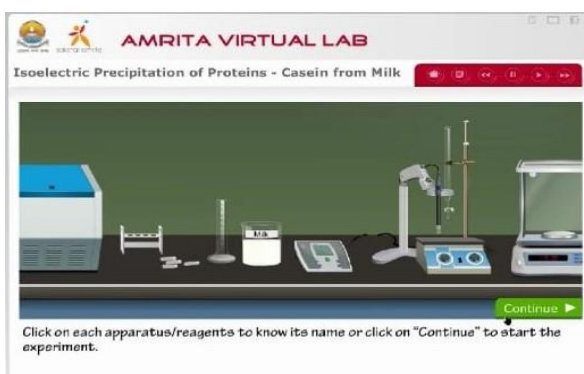 AMRITA VIRTUAL LAB
Isoelectric Precipitation of Proteins - Casein from Milk
Milk
Continue
Click on each apparatus/reagents to know its name or click on "Continue" to start the
experiment.